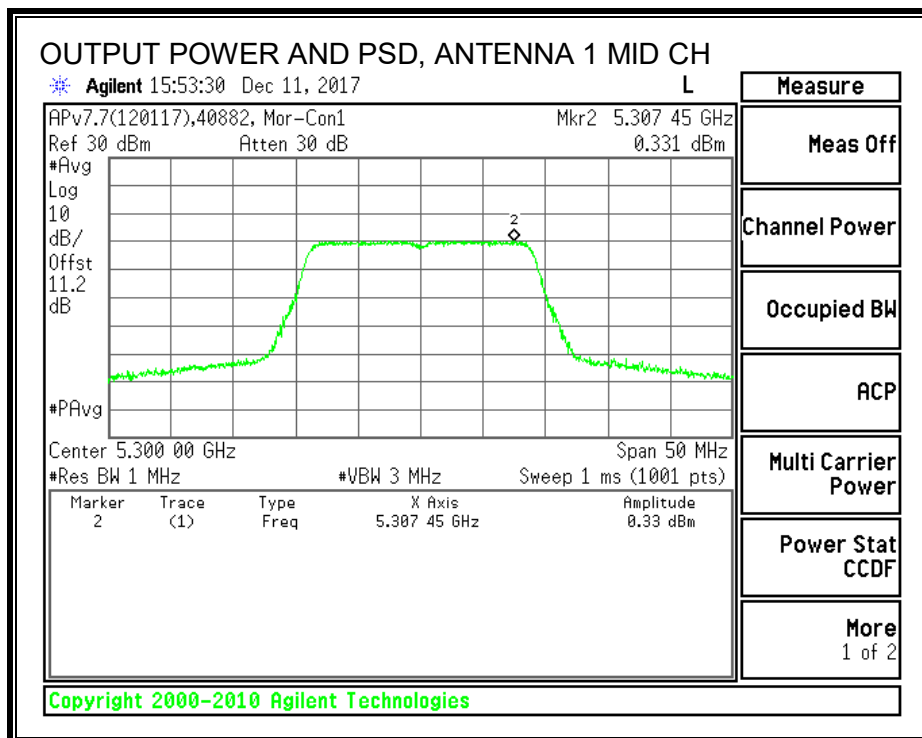 OUTPUT POWER AND PSD, ANTENNA 1 MID CH
Agilent 15:53:30 Dec 11, 2017 L
Measure
APv7.7(120117),40882, Mor-Con1 Mkr2 5.307 45 GHz
Ref 30 dBm Atten 30 dB 0.331 dBm
#Avg
Log
10
dB/
Offst
11.2
dB
#PAvg
2
Center 5.300 00 GHz Span 50 MHz
#Res BW 1 MHz #VBW 3 MHz Sweep 1 ms (1001 pts)
Marker Trace Type X Axis Amplitude
2 (1) Freq 5.307 45 GHz 0.33 dBm
Meas Off
Channel Power
Occupied BW
ACP
Multi Carrier
Power
Power Stat
CCDF
More
1 of 2
Copyright 2000-2010 Agilent Technologies